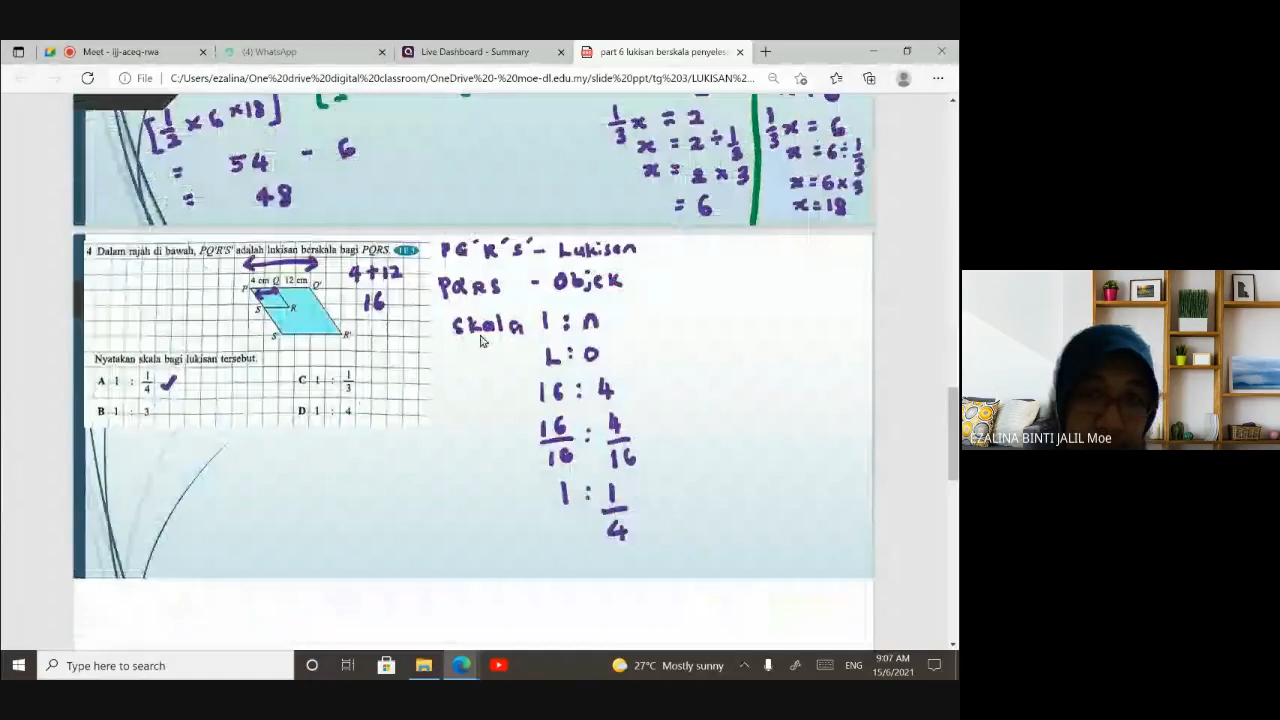 Meet - ijj-aceq-rwa
(4) WhatsApp
Live Dashboard - Summary
part 6 lukisan berskala penyeles
File
C:/Users/ezalina/One%20drive%20digital%20classroom/OneDrive%20-%20moe-dl.edu.my/slide%20ppt/tg%203/LUKISAN%2...
[1/2 × 6 × 18]
= 54 - 6
= 48
1/3 x = 2
x = 2 ÷ 1/3
x = 2 × 3
= 6
1/3 x = 6
x = 6 ÷ 1/3
x = 6 × 3
x = 18
4 Dalam rajah di bawah, PQ'R'S' adalah lukisan berskala bagi PQRS.
4 cm Q 12 cm
P Q'
S R
S' R'
4 + 12
16
Nyatakan skala bagi lukisan tersebut.
A 1 : 1/4 ✓
C 1 : 1/3
B 1 : 3
D 1 : 4
PQ'R'S' - Lukisan
PQRS - Objek
Skala 1 : n
L : O
16 : 4
16/16 : 4/16
1 : 1/4
EZALINA BINTI JALIL Moe
Type here to search
27°C Mostly sunny
ENG
9:07 AM
15/6/2021